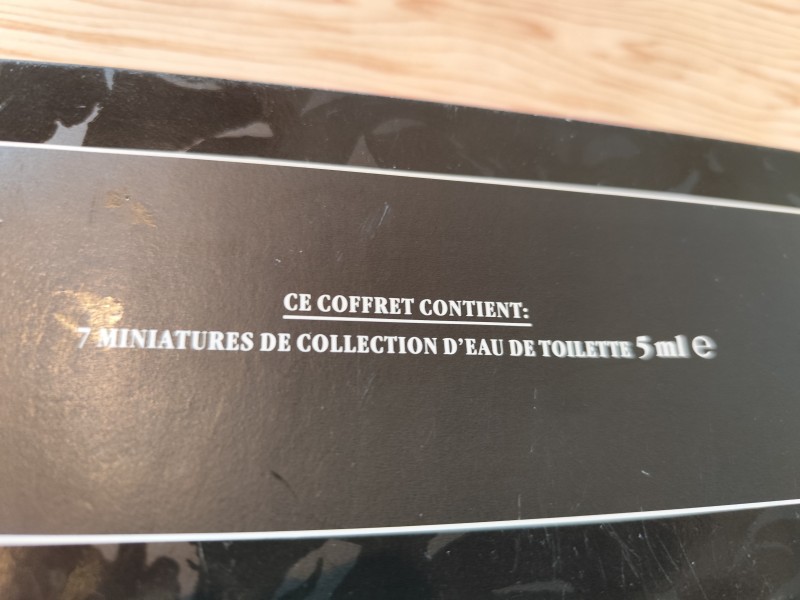 CE COFFRET CONTIENT:
7 MINIATURES DE COLLECTION D'EAU DE TOILETTE 5 ml ℮